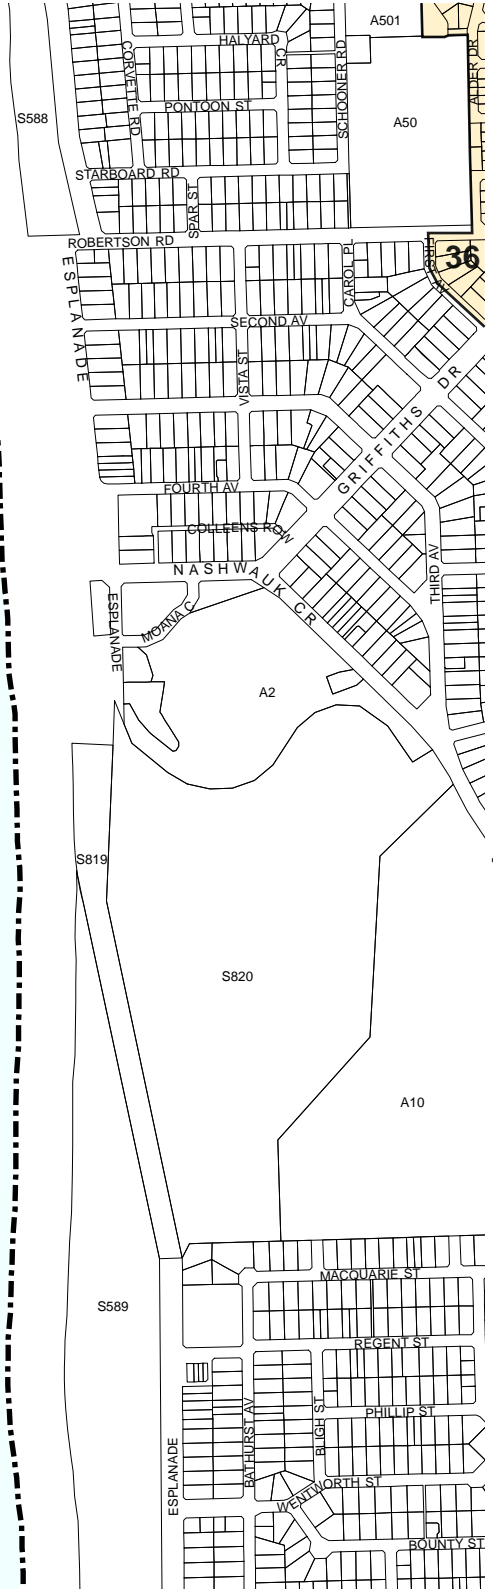 A501
HALYARD
CR
CORVETTE RD
SCHOONER RD
ALDER DR
PONTOON ST
S588
A50
STARBOARD RD
SPAR ST
ROBERTSON RD
CAROL PL
FIRST AV
36
ESPLANADE
SECOND AV
VISTA ST
GRIFFITHS DR
FOURTH AV
COLLEENS ROW
THIRD AV
NASHWAUK CR
ESPLANADE
MOANA C
A2
S819
S820
A10
MACQUARIE ST
S589
REGENT ST
BATHURST AV
BLIGH ST
PHILLIP ST
ESPLANADE
WENTWORTH ST
BOUNTY ST